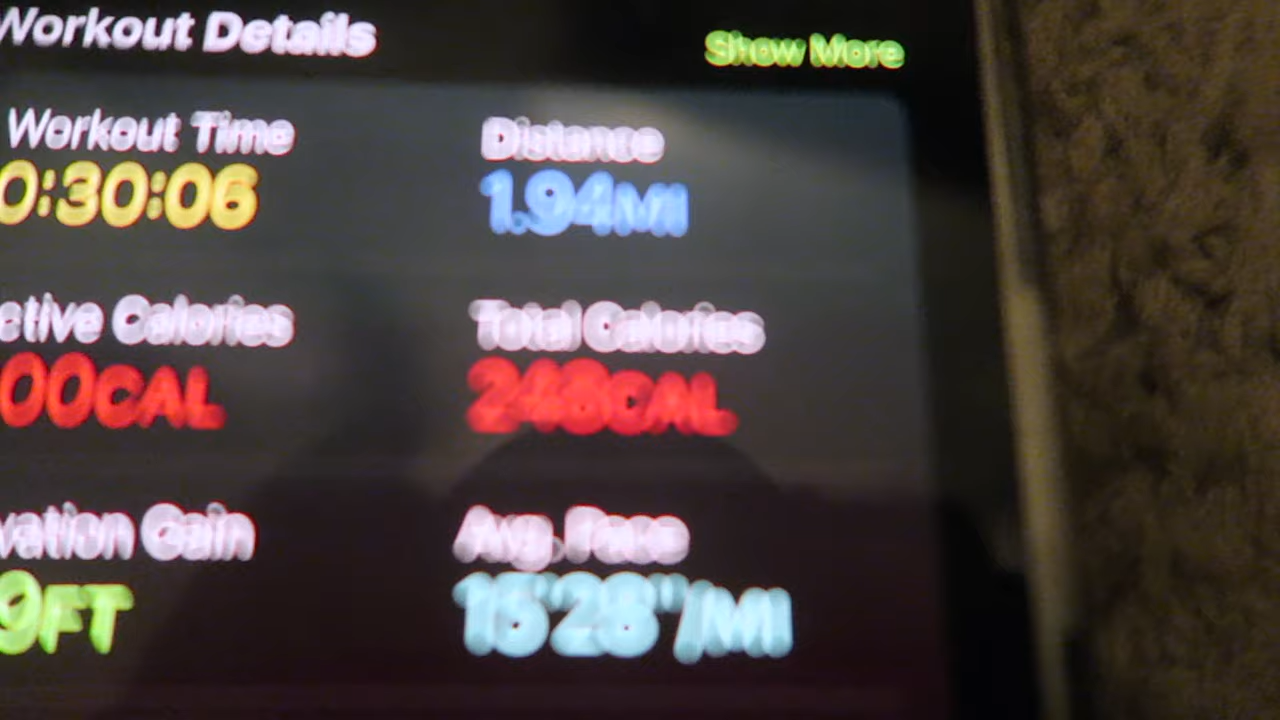 Workout Details
Show More
Workout Time Distance
0:30:06 1.94MI
ctive Calories Total Calories
00CAL 248CAL
vation Gain Avg. Pace
9FT 15'28"/MI